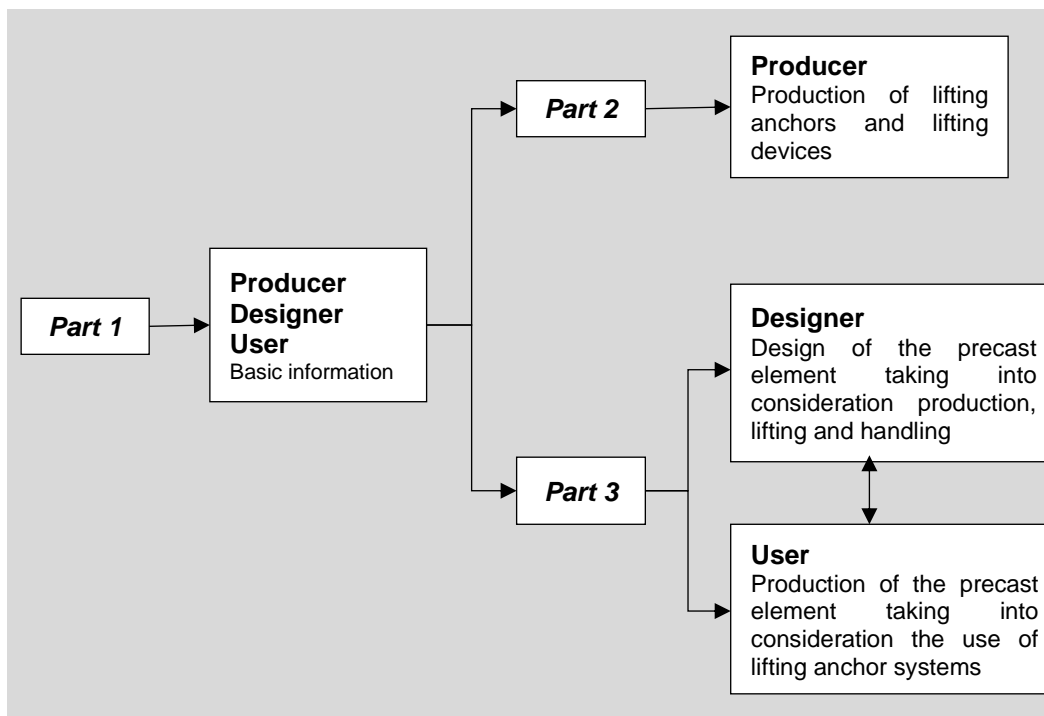 Part 1
Producer
Designer
User
Basic information
Part 2
Producer
Production of lifting
anchors and lifting
devices
Part 3
Designer
Design of the precast
element taking into
consideration production,
lifting and handling
User
Production of the precast
element taking into
consideration the use of
lifting anchor systems